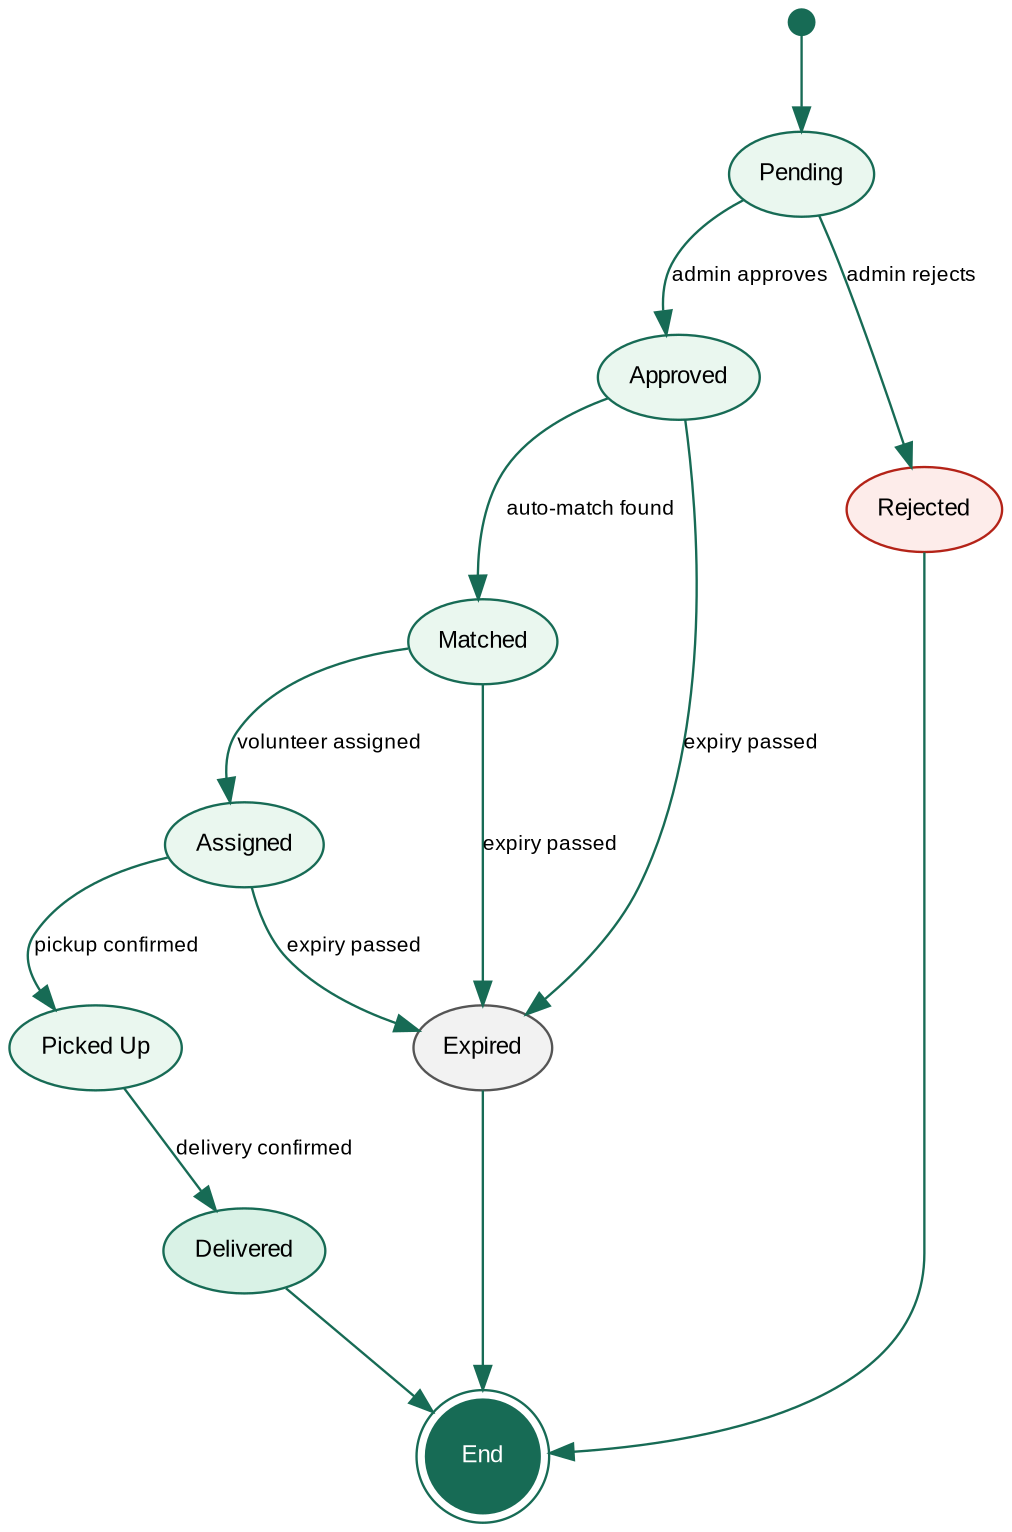 Pending
admin approves
admin rejects
Approved
Rejected
auto-match found
Matched
volunteer assigned
expiry passed
Assigned
expiry passed
pickup confirmed
expiry passed
Picked Up
Expired
delivery confirmed
Delivered
End